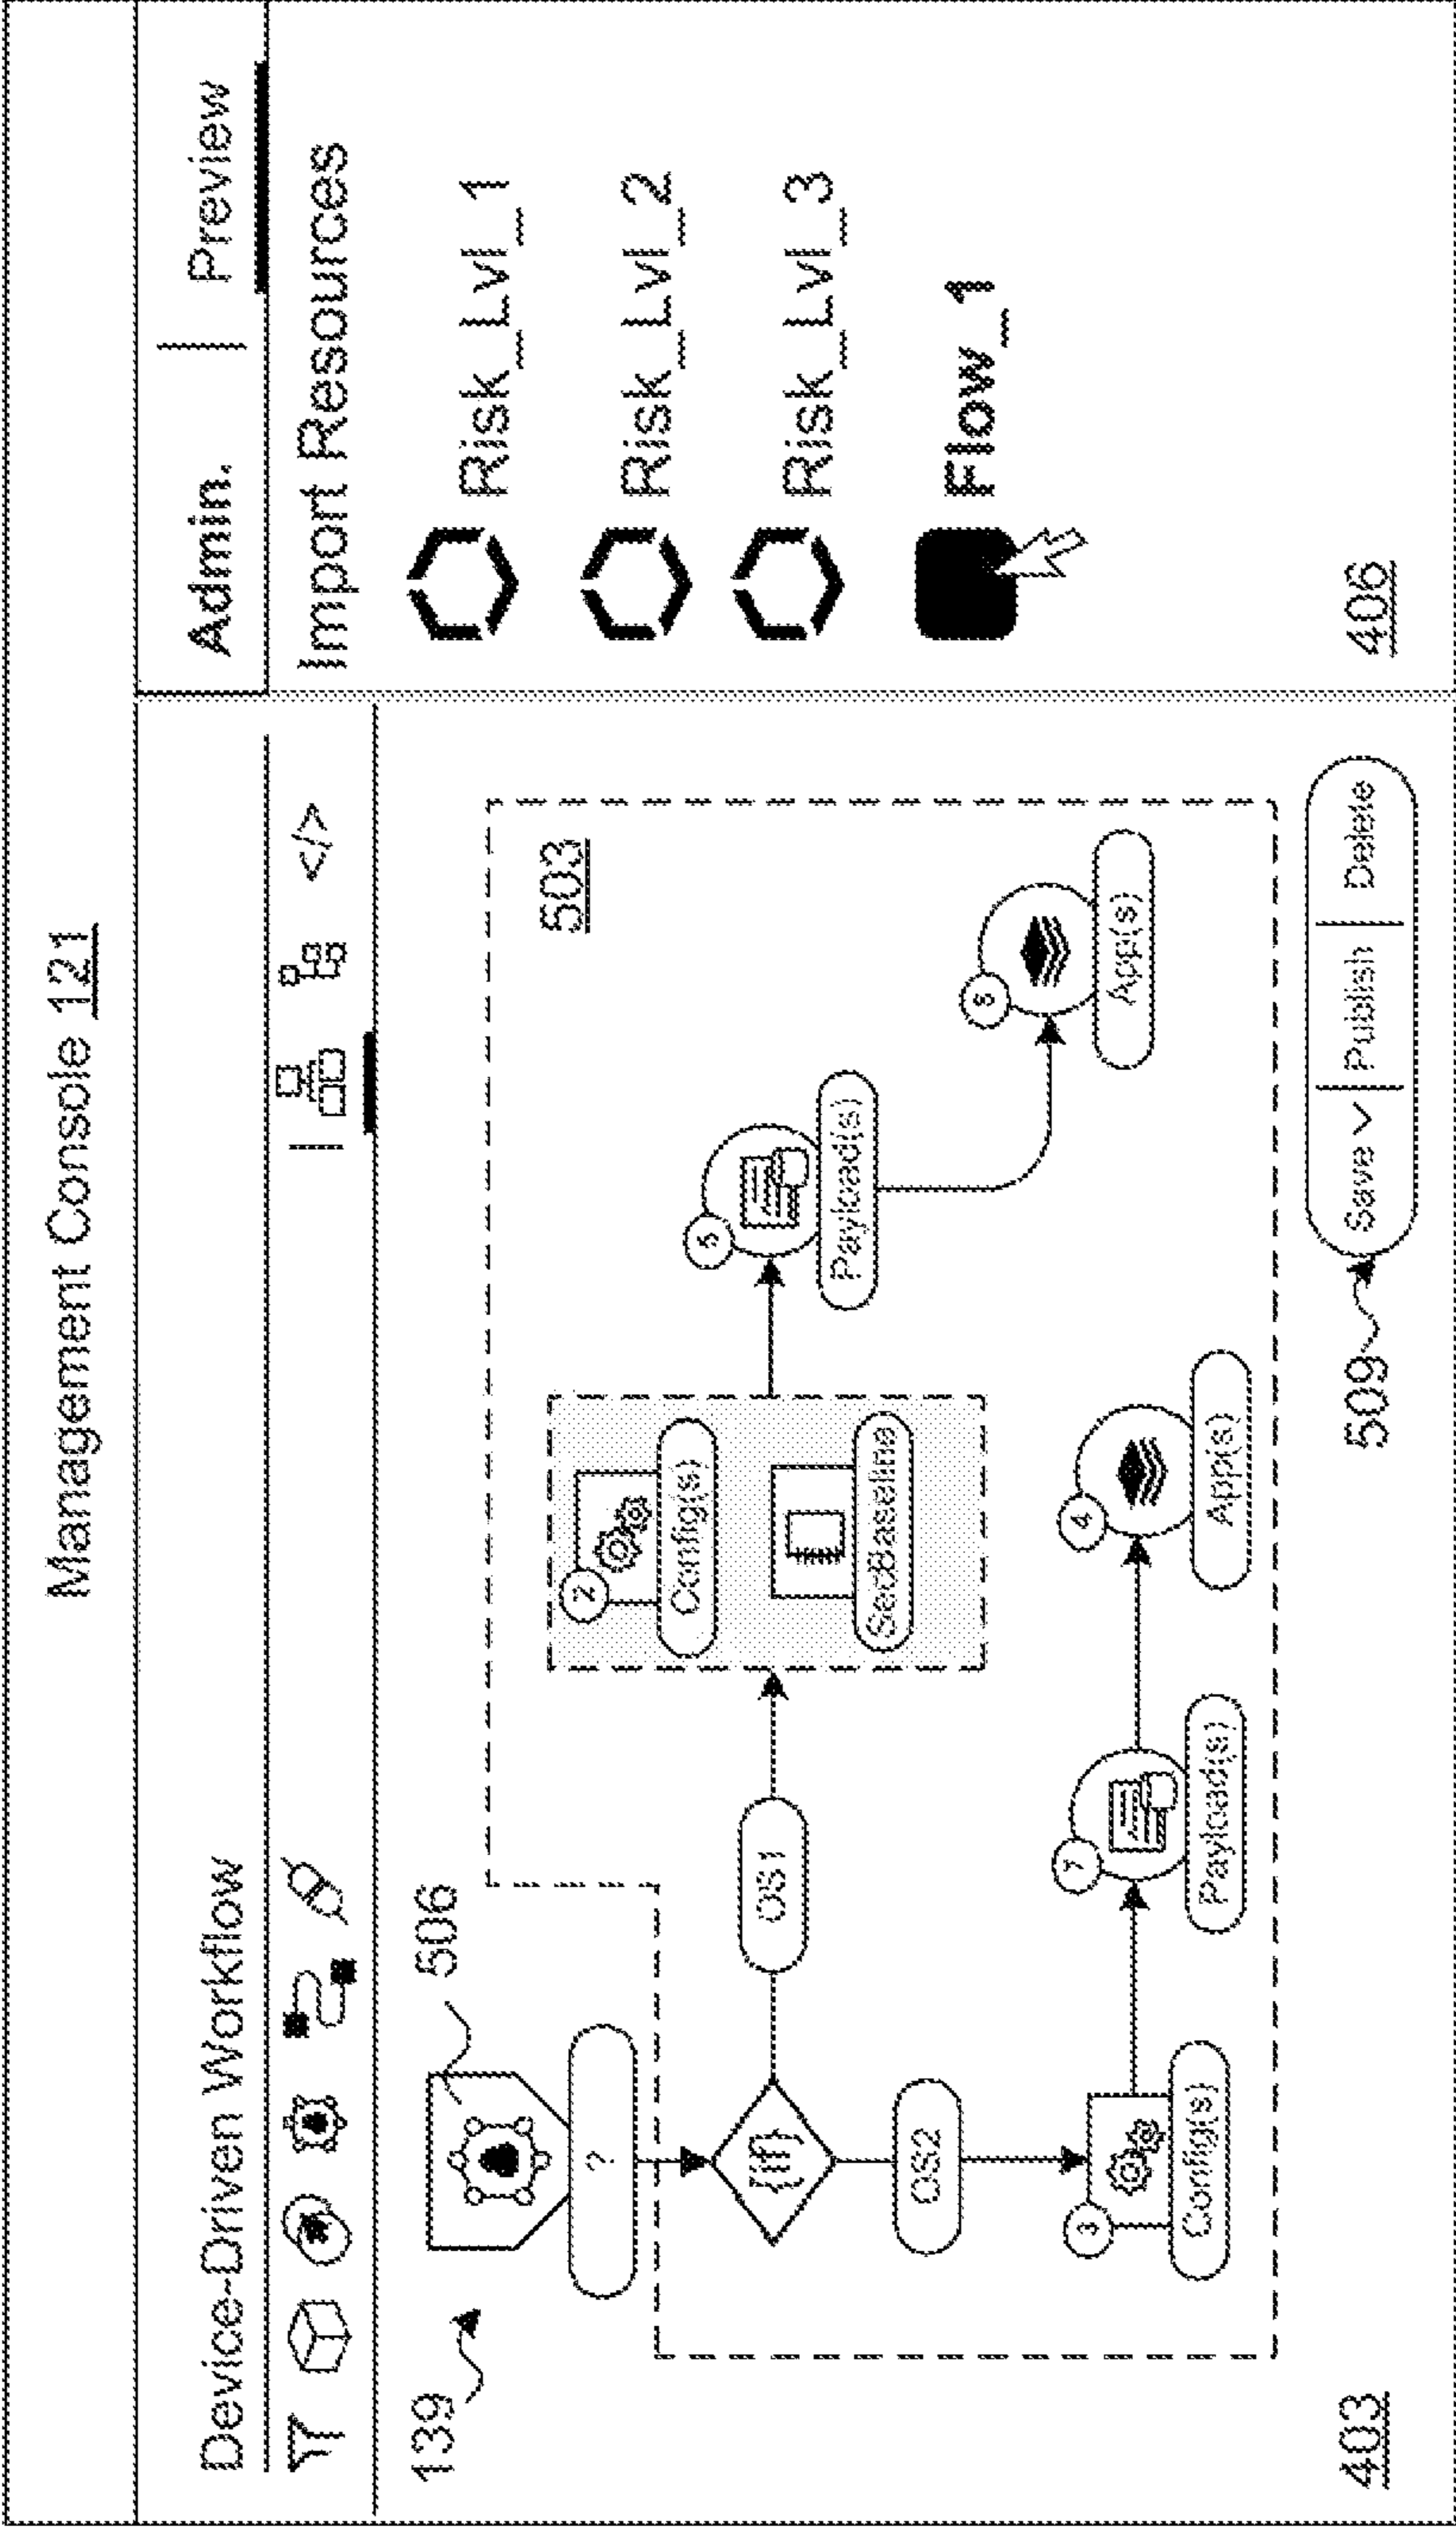 Management Console 121
Device-Driven Workflow
</>
Admin. | Preview
Import Resources
Risk_Lvl_1
Risk_Lvl_2
Risk_Lvl_3
Flow_1
406
139
506
?
503
{if}
OS1
2
Config(s)
SecBaseline
5
Payload(s)
OS2
3
Config(s)
7
Payload(s)
4
App(s)
App(s)
403
509
Save | Publish | Delete